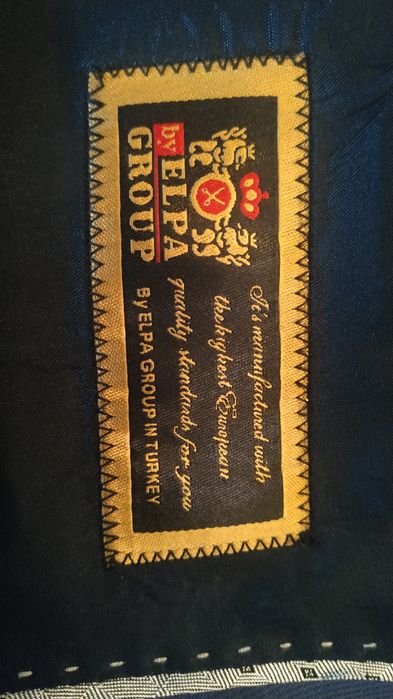 by ELPA
GROUP
It's manufactured with
the highest European
quality standards for you
By ELPA GROUP IN TURKEY